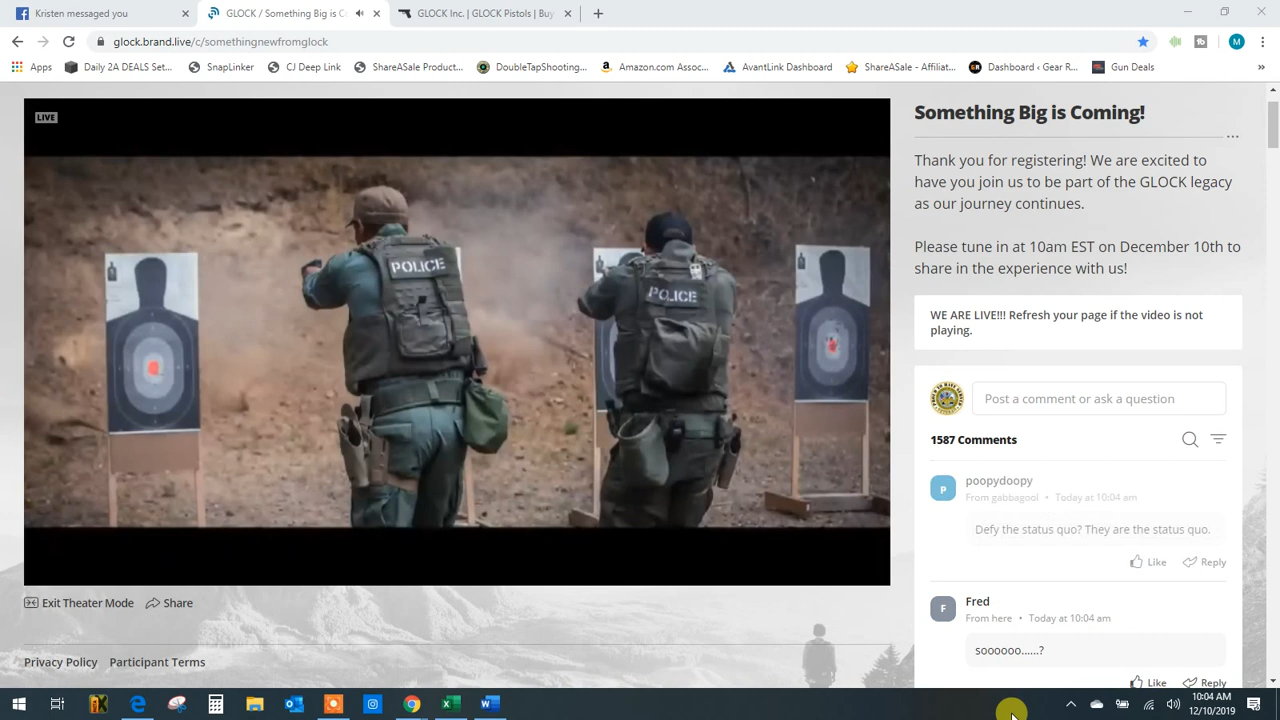 Kristen messaged you
GLOCK / Something Big is C
GLOCK Inc. | GLOCK Pistols | Buy
glock.brand.live/c/somethingnewfromglock
M
Apps
Daily 2A DEALS Set...
SnapLinker
CJ Deep Link
ShareASale Product...
DoubleTapShooting...
Amazon.com Assoc...
AvantLink Dashboard
ShareASale - Affiliat...
Dashboard ‹ Gear R...
Gun Deals
LIVE
POLICE
POLICE
Something Big is Coming!
Thank you for registering! We are excited to
have you join us to be part of the GLOCK legacy
as our journey continues.
Please tune in at 10am EST on December 10th to
share in the experience with us!
WE ARE LIVE!!! Refresh your page if the video is not
playing.
Post a comment or ask a question
1587 Comments
P
poopydoopy
From gabbagool • Today at 10:04 am
Defy the status quo? They are the status quo.
Like Reply
F
Fred
From here • Today at 10:04 am
soooooo......?
Like Reply
Exit Theater Mode Share
Privacy Policy Participant Terms
10:04 AM
12/10/2019